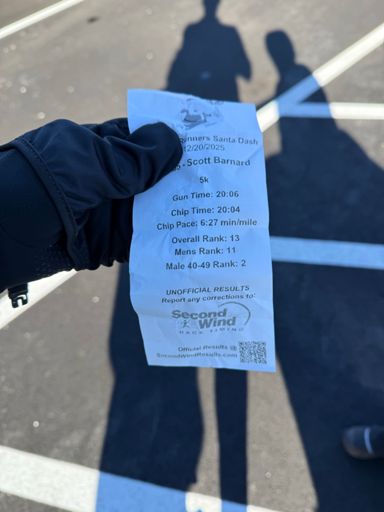 Santa Dash
12/20/2025
- Scott Barnard
5k
Gun Time: 20:06
Chip Time: 20:04
Chip Pace: 6:27 min/mile
Overall Rank: 13
Mens Rank: 11
Male 40-49 Rank: 2
UNOFFICIAL RESULTS
Report any corrections to:
Second
Wind
RACE TIMING
Official Results @
SecondWindResults.com